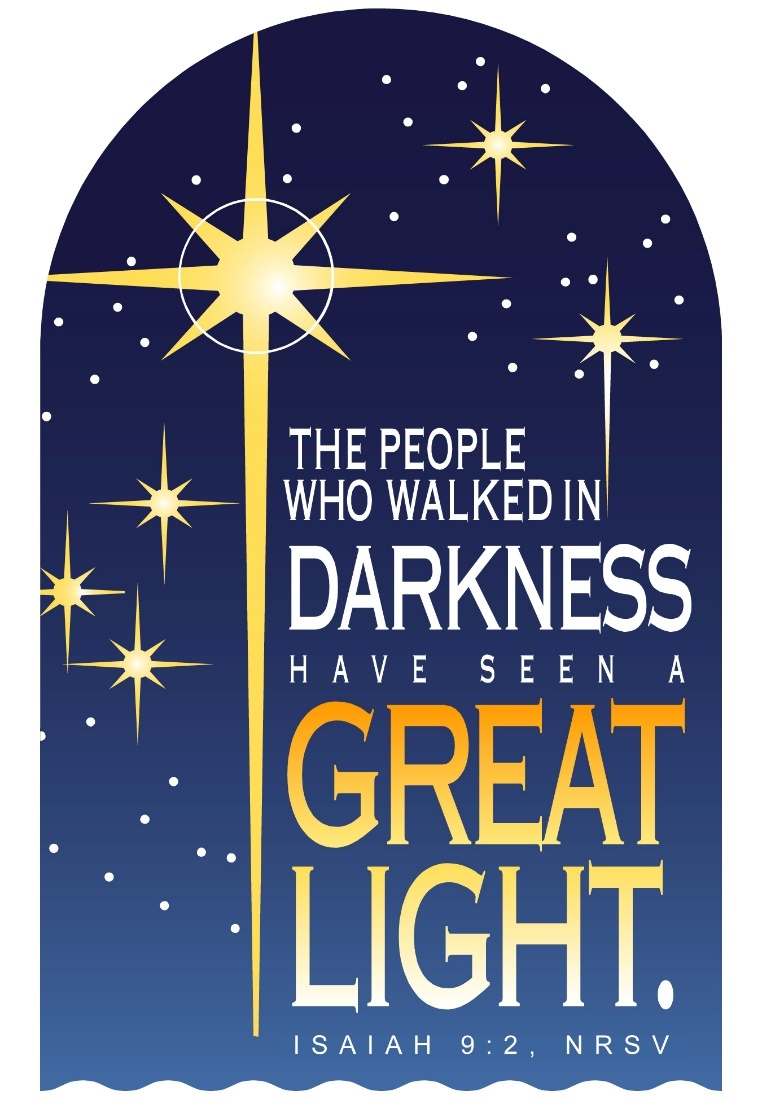 THE PEOPLE
WHO WALKED IN
DARKNESS
HAVE SEEN A
GREAT
LIGHT.
ISAIAH 9:2, NRSV